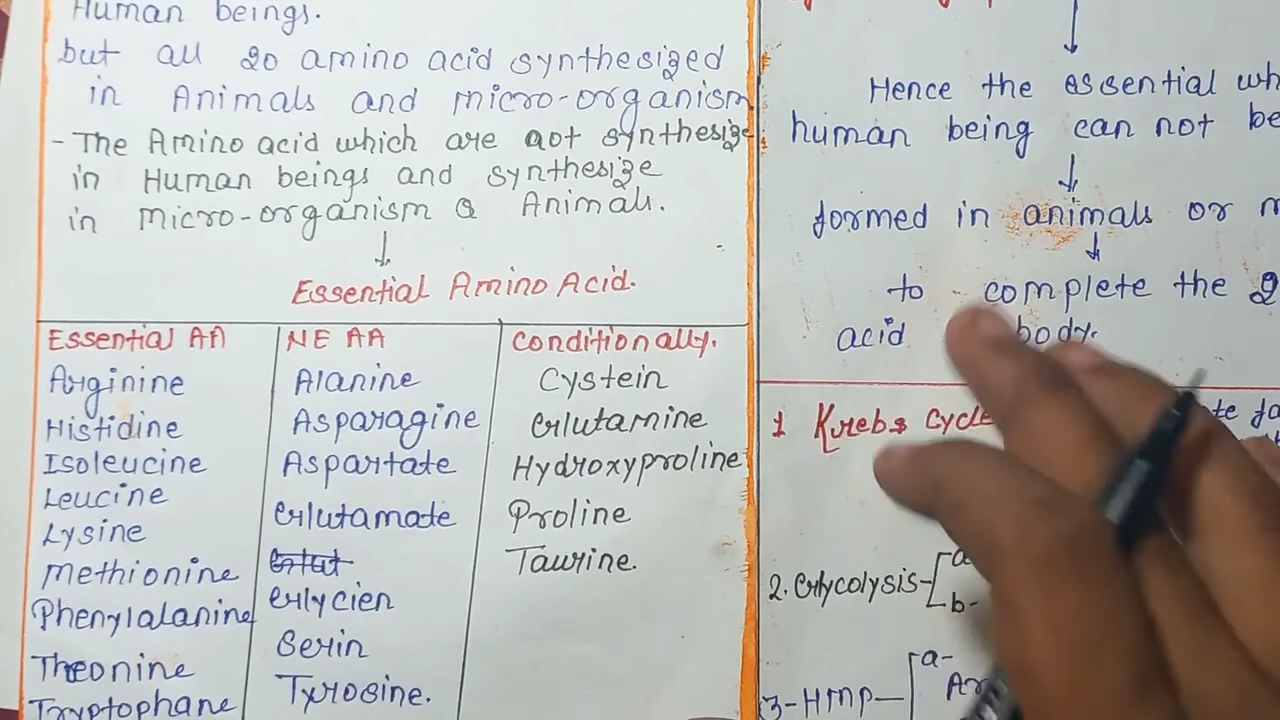 Human beings.
but all 20 amino acid synthesized
in Animals and micro-organism
- The Amino acid which are not synthesize
in Human beings and synthesize
in micro-organism & Animals.
Essential Amino Acid.
Essential AA
Arginine
Histidine
Isoleucine
Leucine
Lysine
Methionine
Phenylalanine
Theonine
Tryptophane
NE AA
Alanine
Asparagine
Aspartate
Glutamate
Glycien
Serin
Tyrosine.
Conditionally.
Cystein
Glutamine
Hydroxyproline
Proline
Taurine.
Hence the essential
human being can not be
formed in animals or
to complete the
acid body.
1 Krebs cycle
2. Glycolysis
a
b-
3-HMP
a-